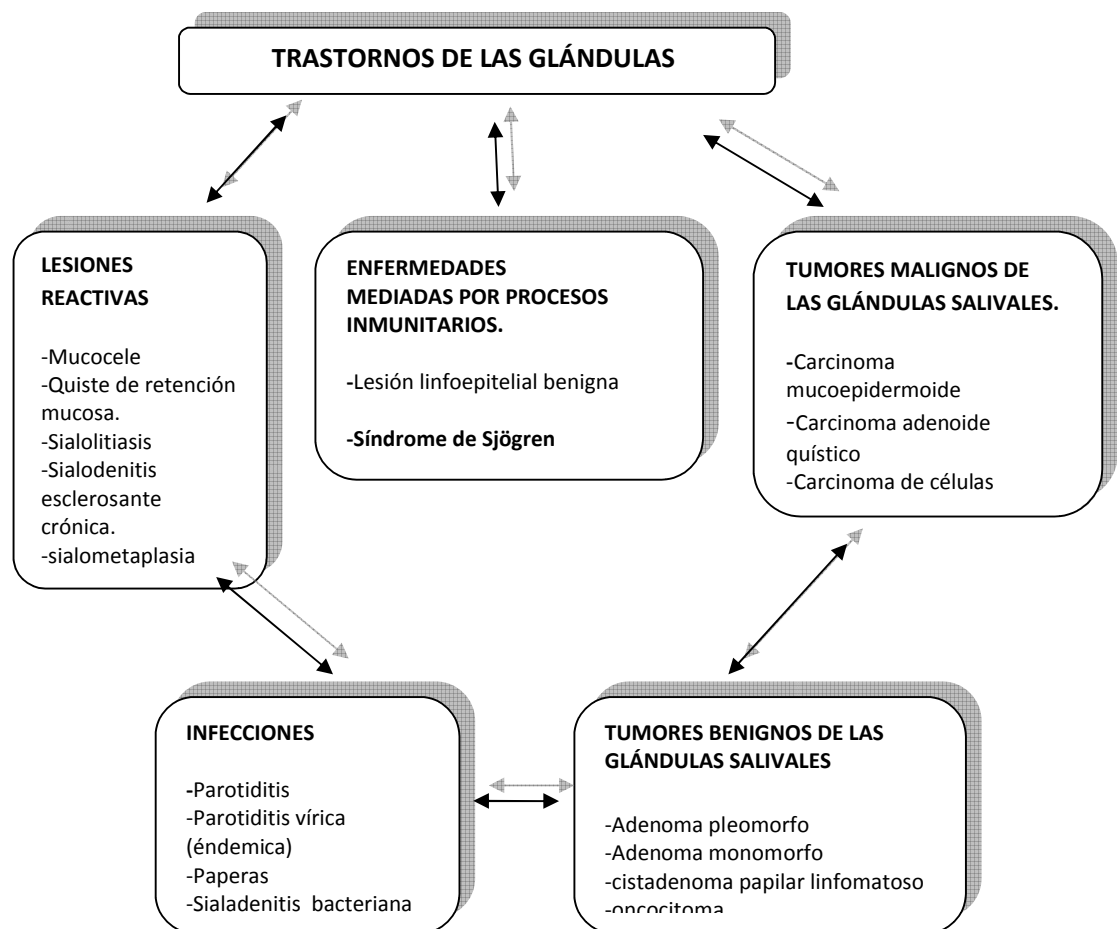 TRASTORNOS DE LAS GLÁNDULAS
LESIONES
REACTIVAS
-Mucocele
-Quiste de retención
mucosa.
-Sialolitiasis
-Sialodenitis
esclerosante
crónica.
-sialometaplasia
ENFERMEDADES
MEDIADAS POR PROCESOS
INMUNITARIOS.
-Lesión linfoepitelial benigna
-Síndrome de Sjögren
TUMORES MALIGNOS DE
LAS GLÁNDULAS SALIVALES.
-Carcinoma
mucoepidermoide
-Carcinoma adenoide
quístico
-Carcinoma de células
INFECCIONES
-Parotiditis
-Parotiditis vírica
(éndemica)
-Paperas
-Sialadenitis bacteriana
TUMORES BENIGNOS DE LAS
GLÁNDULAS SALIVALES
-Adenoma pleomorfo
-Adenoma monomorfo
-cistadenoma papilar linfomatoso
-oncocitoma